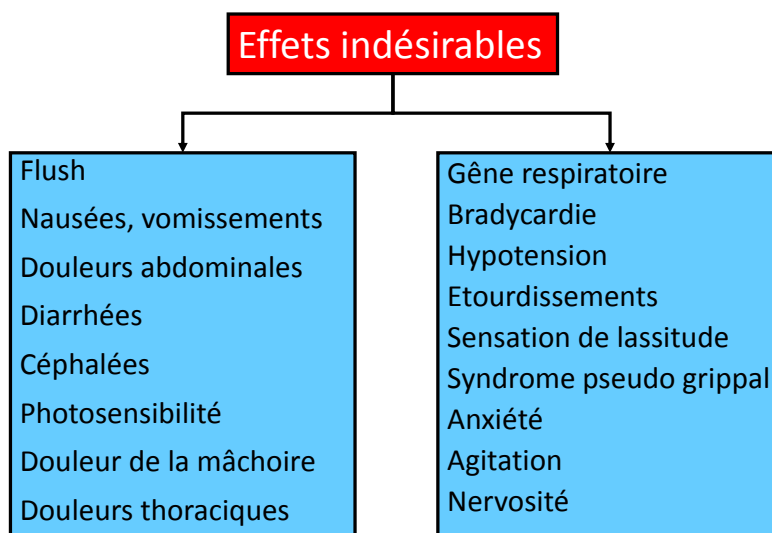 Effets indésirables
Flush
Nausées, vomissements
Douleurs abdominales
Diarrhées
Céphalées
Photosensibilité
Douleur de la mâchoire
Douleurs thoraciques
Gêne respiratoire
Bradycardie
Hypotension
Etourdissements
Sensation de lassitude
Syndrome pseudo grippal
Anxiété
Agitation
Nervosité